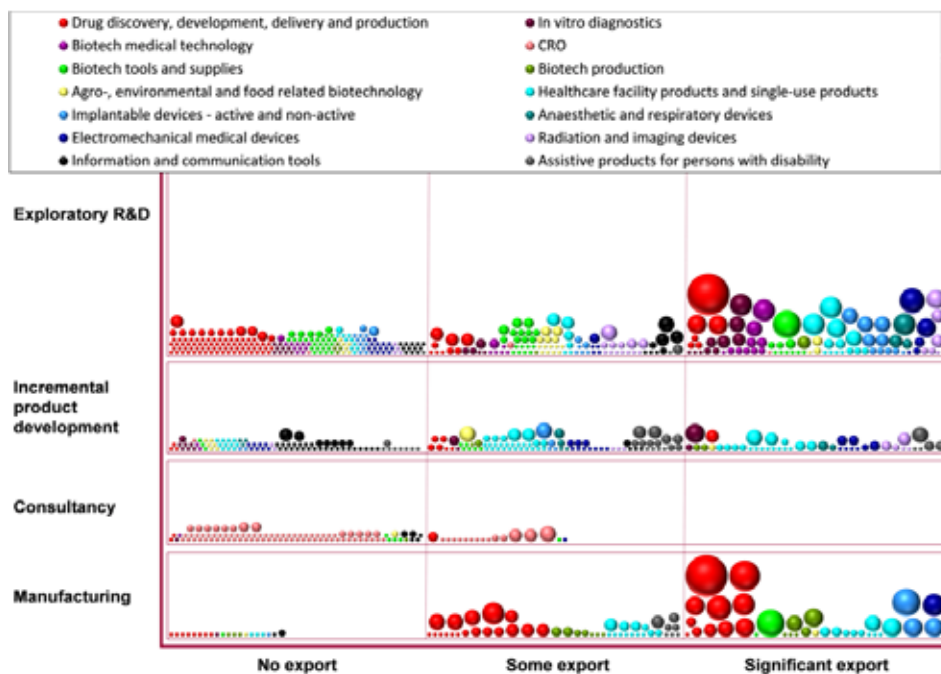 Drug discovery, development, delivery and production
In vitro diagnostics
Biotech medical technology
CRO
Biotech tools and supplies
Biotech production
Agro-, environmental and food related biotechnology
Healthcare facility products and single-use products
Implantable devices - active and non-active
Anaesthetic and respiratory devices
Electromechanical medical devices
Radiation and imaging devices
Information and communication tools
Assistive products for persons with disability
Exploratory R&D
Incremental
product
development
Consultancy
Manufacturing
No export
Some export
Significant export